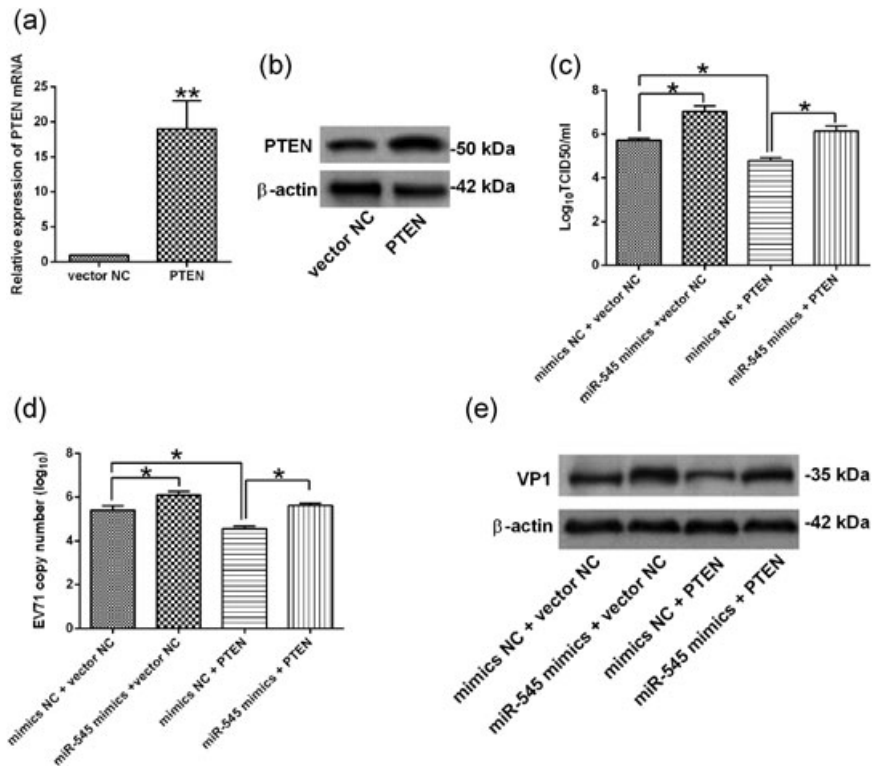 (a)
Relative expression of PTEN mRNA
25
20
15
10
5
0
**
vector NC
PTEN
(b)
PTEN
-50 kDa
β-actin
-42 kDa
vector NC
PTEN
(c)
Log10TCID50/ml
8
6
4
2
0
*
*
*
mimics NC + vector NC
miR-545 mimics +vector NC
mimics NC + PTEN
miR-545 mimics + PTEN
(d)
EV71 copy number (log10)
8
6
4
2
0
*
*
*
mimics NC + vector NC
miR-545 mimics +vector NC
mimics NC + PTEN
miR-545 mimics + PTEN
(e)
VP1
-35 kDa
β-actin
-42 kDa
mimics NC + vector NC
miR-545 mimics + vector NC
mimics NC + PTEN
miR-545 mimics + PTEN